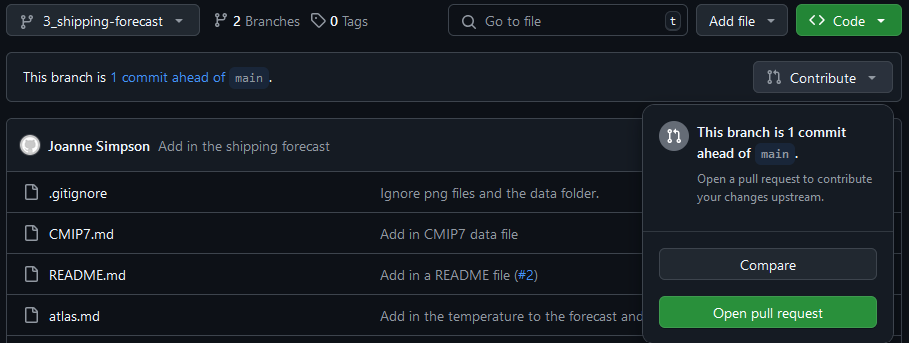 3_shipping-forecast 2 Branches 0 Tags Go to file t Add file Code
This branch is 1 commit ahead of main. Contribute
Joanne Simpson Add in the shipping forecast
.gitignore Ignore png files and the data folder.
CMIP7.md Add in CMIP7 data file
README.md Add in a README file (#2)
atlas.md Add in the temperature to the forecast and
This branch is 1 commit
ahead of main.
Open a pull request to contribute
your changes upstream.
Compare
Open pull request